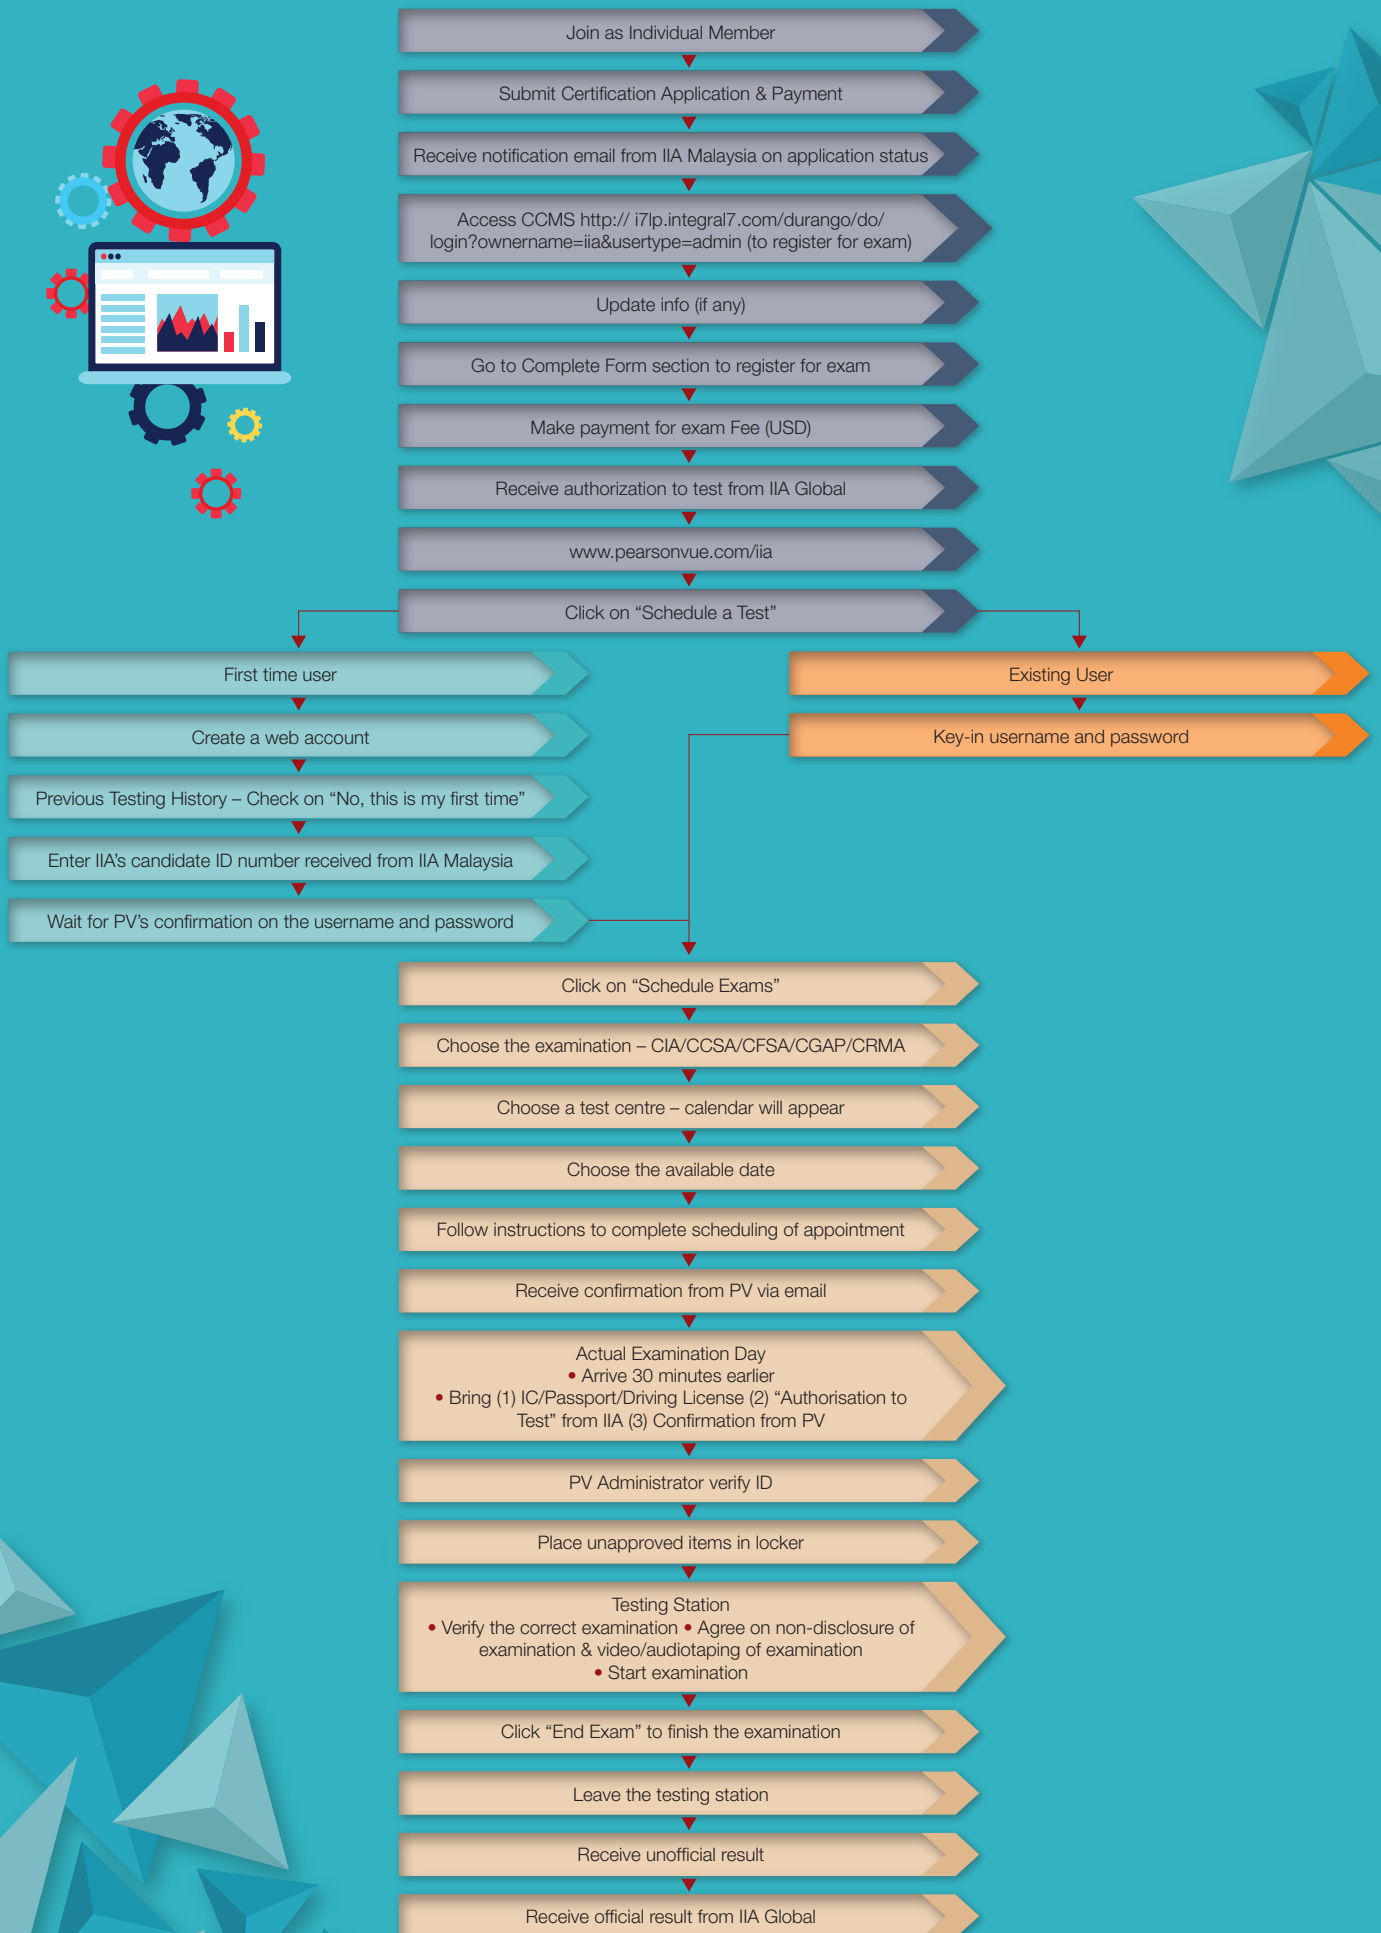 Join as Individual Member
Submit Certification Application & Payment
Receive notification email from IIA Malaysia on application status
Access CCMS http:// i7lp.integral7.com/durango/do/
login?ownername=iia&usertype=admin (to register for exam)
Update info (if any)
Go to Complete Form section to register for exam
Make payment for exam Fee (USD)
Receive authorization to test from IIA Global
www.pearsonvue.com/iia
Click on “Schedule a Test”
First time user
Create a web account
Previous Testing History – Check on “No, this is my first time”
Enter IIA’s candidate ID number received from IIA Malaysia
Wait for PV’s confirmation on the username and password
Existing User
Key-in username and password
Click on “Schedule Exams”
Choose the examination – CIA/CCSA/CFSA/CGAP/CRMA
Choose a test centre – calendar will appear
Choose the available date
Follow instructions to complete scheduling of appointment
Receive confirmation from PV via email
Actual Examination Day
• Arrive 30 minutes earlier
• Bring (1) IC/Passport/Driving License (2) “Authorisation to
Test” from IIA (3) Confirmation from PV
PV Administrator verify ID
Place unapproved items in locker
Testing Station
• Verify the correct examination • Agree on non-disclosure of
examination & video/audiotaping of examination
• Start examination
Click “End Exam” to finish the examination
Leave the testing station
Receive unofficial result
Receive official result from IIA Global